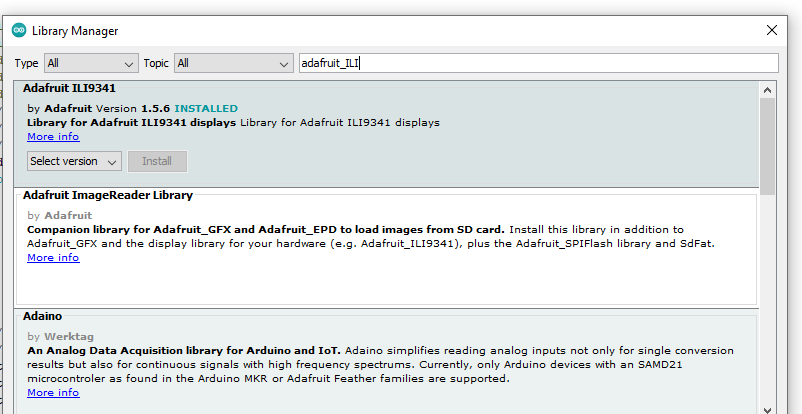 Library Manager
Type All Topic All adafruit_ILI
Adafruit ILI9341
by Adafruit Version 1.5.6 INSTALLED
Library for Adafruit ILI9341 displays Library for Adafruit ILI9341 displays
More info
Select version Install
Adafruit ImageReader Library
by Adafruit
Companion library for Adafruit_GFX and Adafruit_EPD to load images from SD card. Install this library in addition to
Adafruit_GFX and the display library for your hardware (e.g. Adafruit_ILI9341), plus the Adafruit_SPIFlash library and SdFat.
More info
Adaino
by Werktag
An Analog Data Acquisition library for Arduino and IoT. Adaino simplifies reading analog inputs not only for single conversion
results but also for continuous signals with high frequency spectrums. Currently, only Arduino devices with an SAMD21
microcontroler as found in the Arduino MKR or Adafruit Feather families are supported.
More info